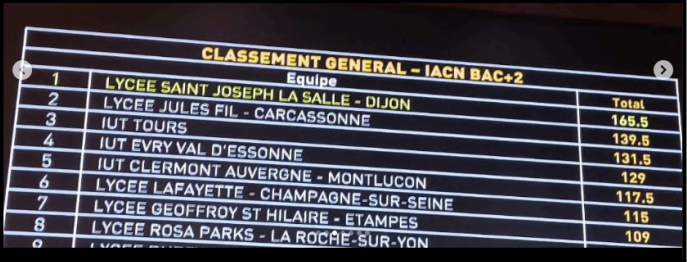 CLASSEMENT GENERAL – IACN BAC+2
Equipe Total
1 LYCEE SAINT JOSEPH LA SALLE - DIJON 165.5
2 LYCEE JULES FIL - CARCASSONNE 139.5
3 IUT TOURS 131.5
4 IUT EVRY VAL D'ESSONNE 129
5 IUT CLERMONT AUVERGNE - MONTLUCON 117.5
6 LYCEE LAFAYETTE - CHAMPAGNE-SUR-SEINE 115
7 LYCEE GEOFFROY ST HILAIRE - ETAMPES 109
8 LYCEE ROSA PARKS - LA ROCHE-SUR-YON